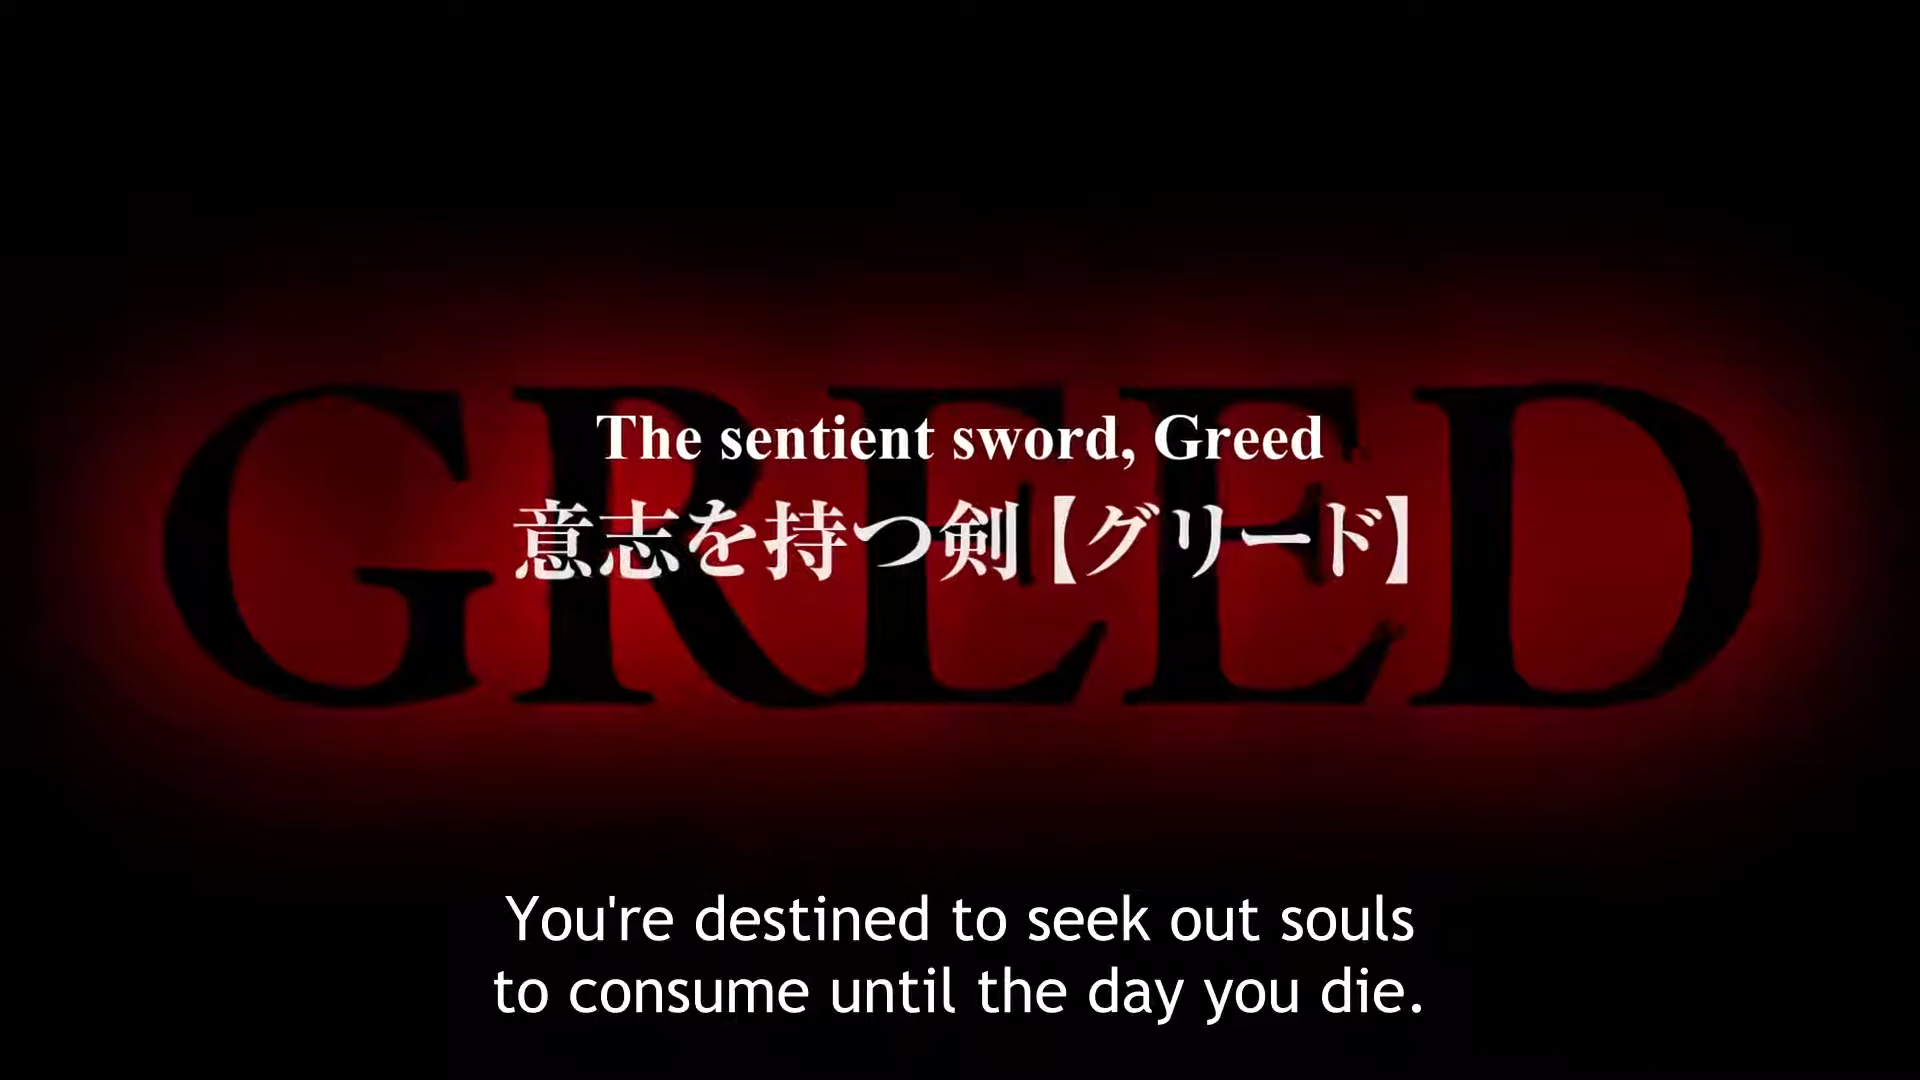 GREED
The sentient sword, Greed
意志を持つ剣【グリード】
You're destined to seek out souls
to consume until the day you die.